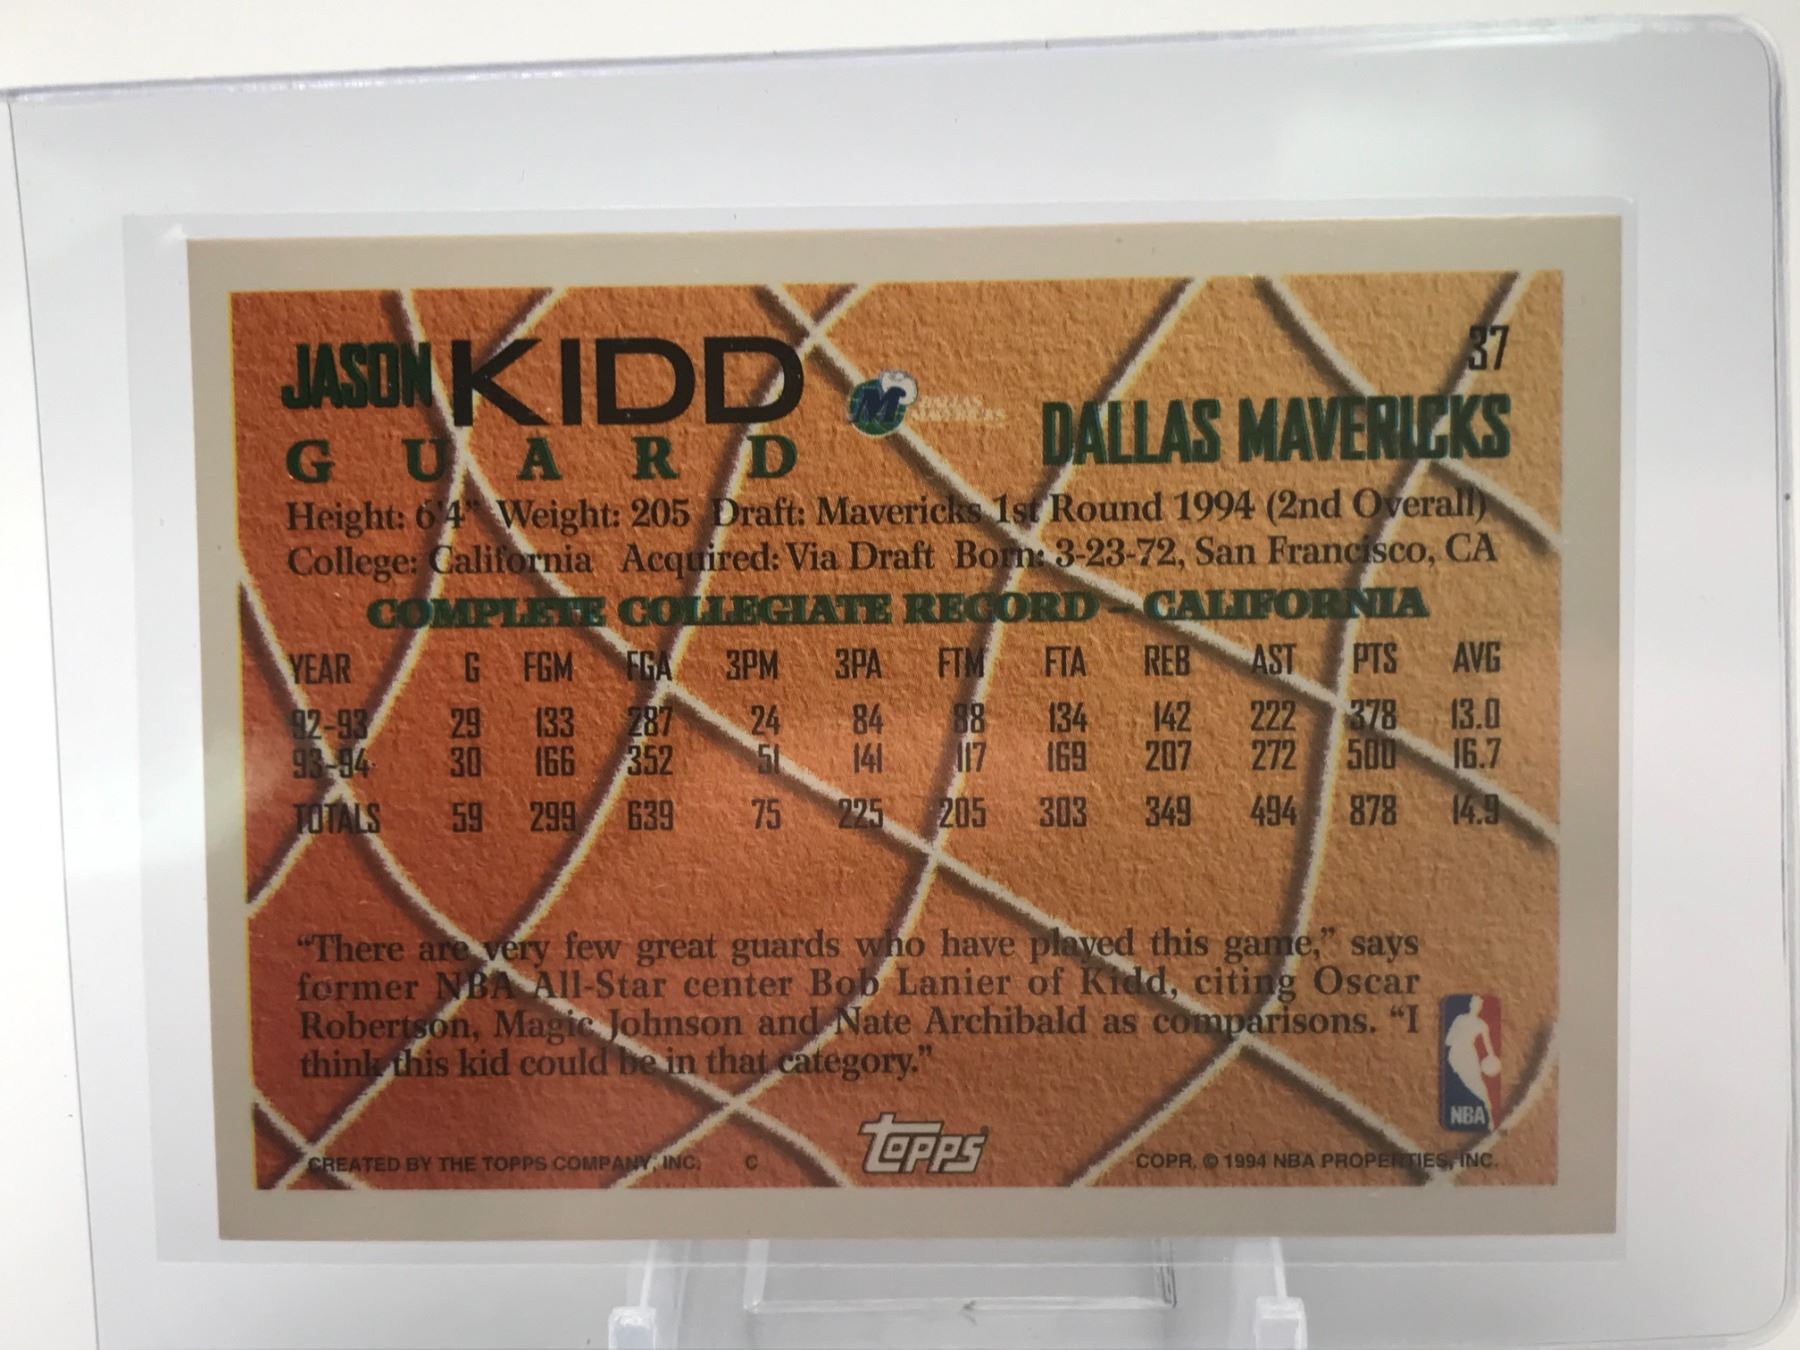 37
JASON KIDD
DALLAS MAVERICKS
DALLAS MAVERICKS
GUARD
Height: 6'4" Weight: 205 Draft: Mavericks 1st Round 1994 (2nd Overall)
College: California Acquired: Via Draft Born: 3-23-72, San Francisco, CA
COMPLETE COLLEGIATE RECORD – CALIFORNIA
YEAR G FGM FGA 3PM 3PA FTM FTA REB AST PTS AVG
92-93 29 133 287 24 84 88 134 142 222 378 13.0
93-94 30 166 352 51 141 117 169 207 272 500 16.7
TOTALS 59 299 639 75 225 205 303 349 494 878 14.9
“There are very few great guards who have played this game,” says
former NBA All-Star center Bob Lanier of Kidd, citing Oscar
Robertson, Magic Johnson and Nate Archibald as comparisons. “I
think this kid could be in that category.”
NBA
TOPPS
CREATED BY THE TOPPS COMPANY, INC. C
COPR. © 1994 NBA PROPERTIES, INC.